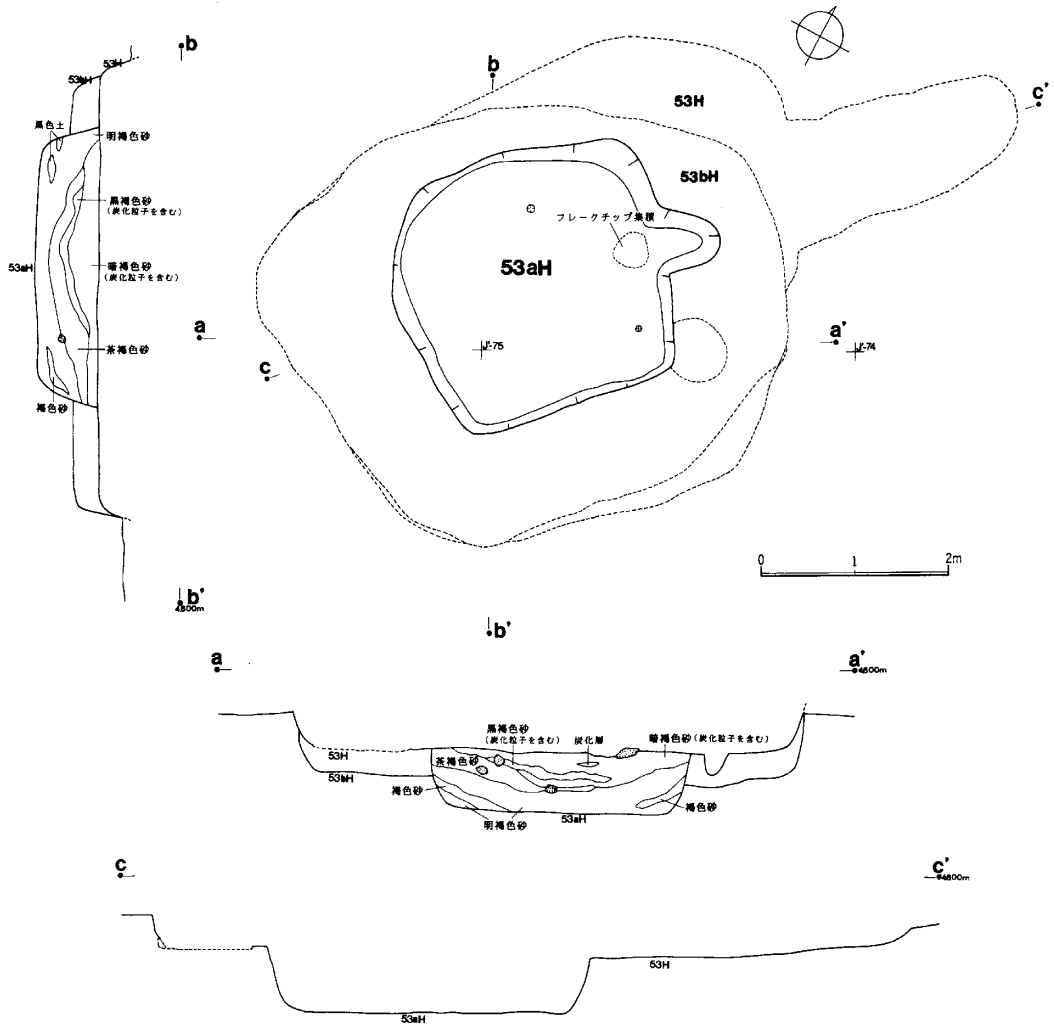 b
53H
53bH
黒色土
明褐色砂
黒褐色砂
(炭化粒子を含む)
53aH
暗褐色砂
(炭化粒子を含む)
茶褐色砂
褐色砂
b'
4.800m
b
53H
c'
53bH
フレークチップ集積
53aH
a
J'-75
a'
J'-74
c
0 1 2m
b'
a
a'
4.800m
黒褐色砂
(炭化粒子を含む)
炭化層
暗褐色砂(炭化粒子を含む)
53H
茶褐色砂
53bH
褐色砂
明褐色砂
53aH
褐色砂
c
c'
4.800m
53H
53aH